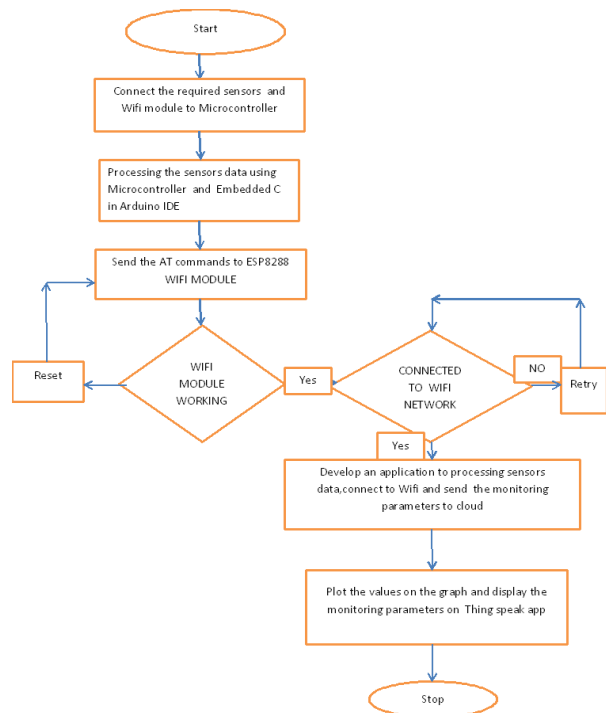 Start
Connect the required sensors and
Wifi module to Microcontroller
Processing the sensors data using
Microcontroller and Embedded C
in Arduino IDE
Send the AT commands to ESP8288
WIFI MODULE
Reset
WIFI
MODULE
WORKING
Yes
CONNECTED
TO WIFI
NETWORK
NO
Retry
Yes
Develop an application to processing sensors
data,connect to Wifi and send the monitoring
parameters to cloud
Plot the values on the graph and display the
monitoring parameters on Thing speak app
Stop